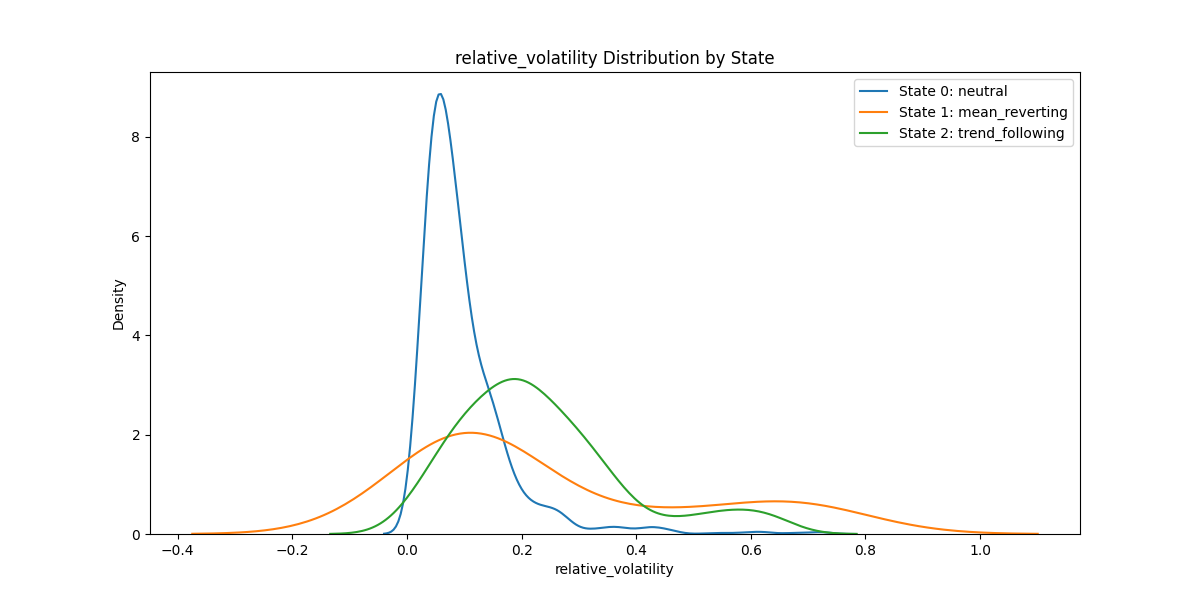 relative_volatility Distribution by State
State 0: neutral
State 1: mean_reverting
State 2: trend_following
Density
8
6
4
2
0
−0.4 −0.2 0.0 0.2 0.4 0.6 0.8 1.0
relative_volatility